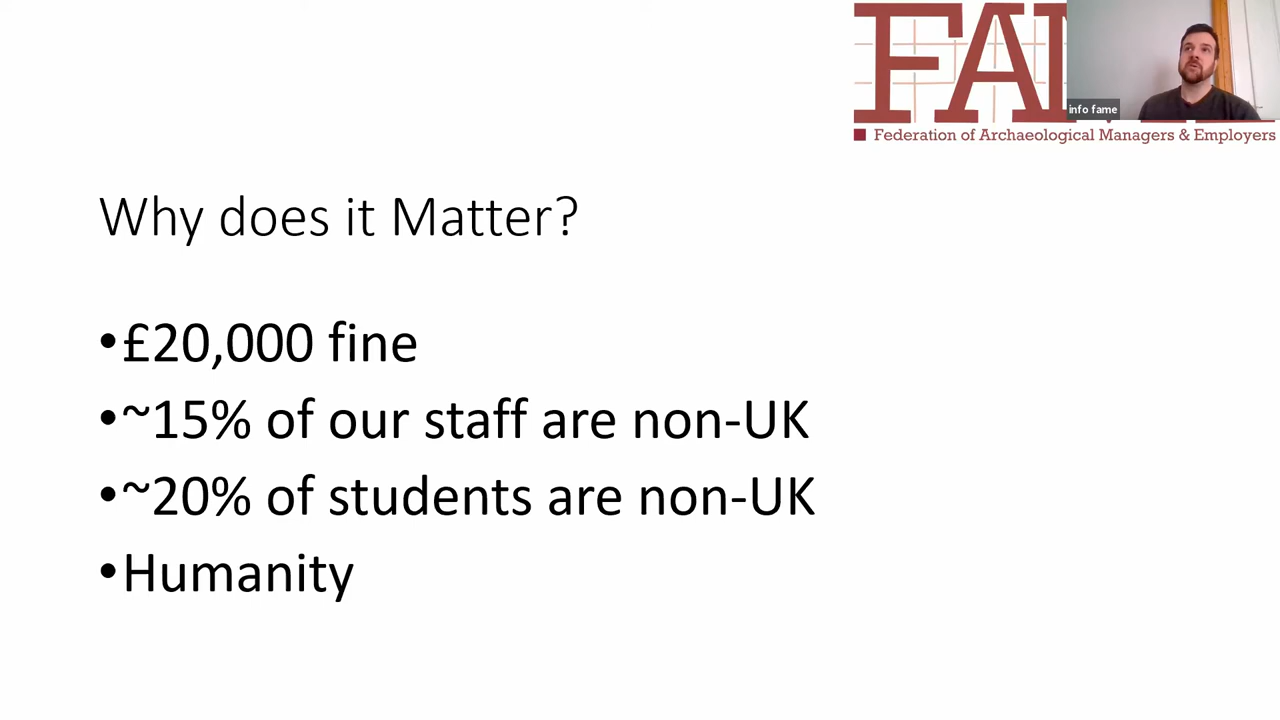 FA
info fame
Federation of Archaeological Managers & Employers
Why does it Matter?
•£20,000 fine
•~15% of our staff are non-UK
•~20% of students are non-UK
•Humanity